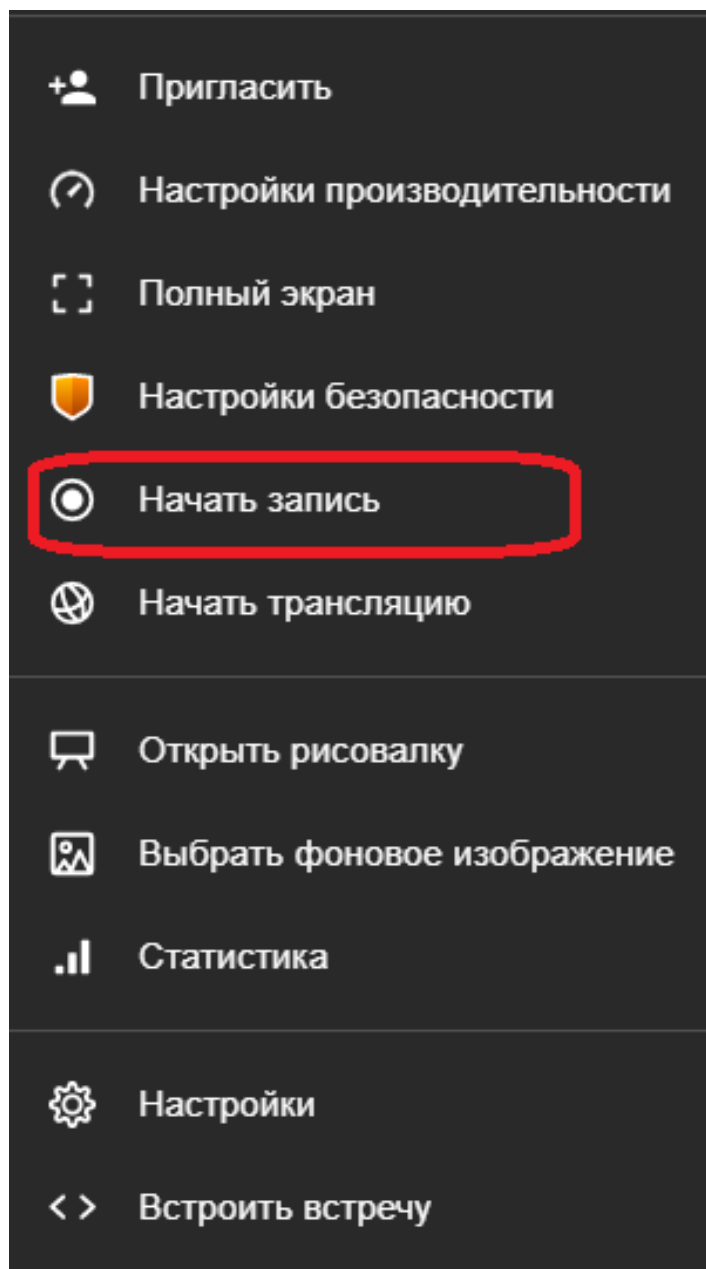 Пригласить
Настройки производительности
Полный экран
Настройки безопасности
Начать запись
Начать трансляцию
Открыть рисовалку
Выбрать фоновое изображение
Статистика
Настройки
Встроить встречу